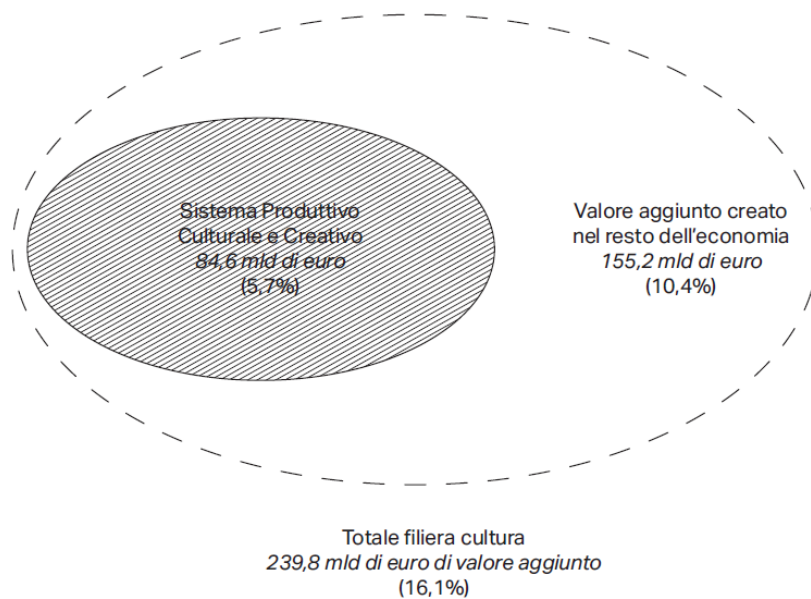 Sistema Produttivo
Culturale e Creativo
84,6 mld di euro
(5,7%)
Valore aggiunto creato
nel resto dell'economia
155,2 mld di euro
(10,4%)
Totale filiera cultura
239,8 mld di euro di valore aggiunto
(16,1%)